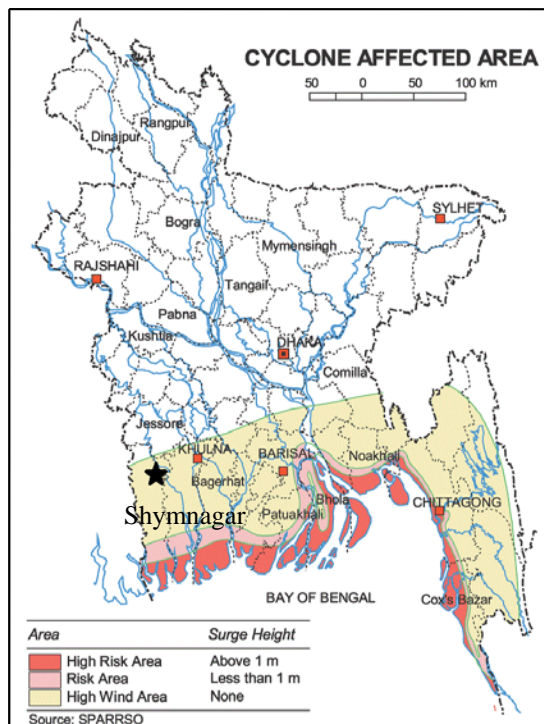 CYCLONE AFFECTED AREA
50 0 50 100 km
Rangpur
Dinajpur
Bogra
SYLHET
Mymensingh
RAJSHAHI
Tangail
Pabna
Kushtia
DHAKA
Comilla
Jessore
KHULNA
BARISAL
Noakhali
Bagerhat
Bhola
Shymnagar
Patuakhali
CHITTAGONG
BAY OF BENGAL
Cox's Bazar
Area Surge Height
High Risk Area Above 1 m
Risk Area Less than 1 m
High Wind Area None
Source: SPARRSO